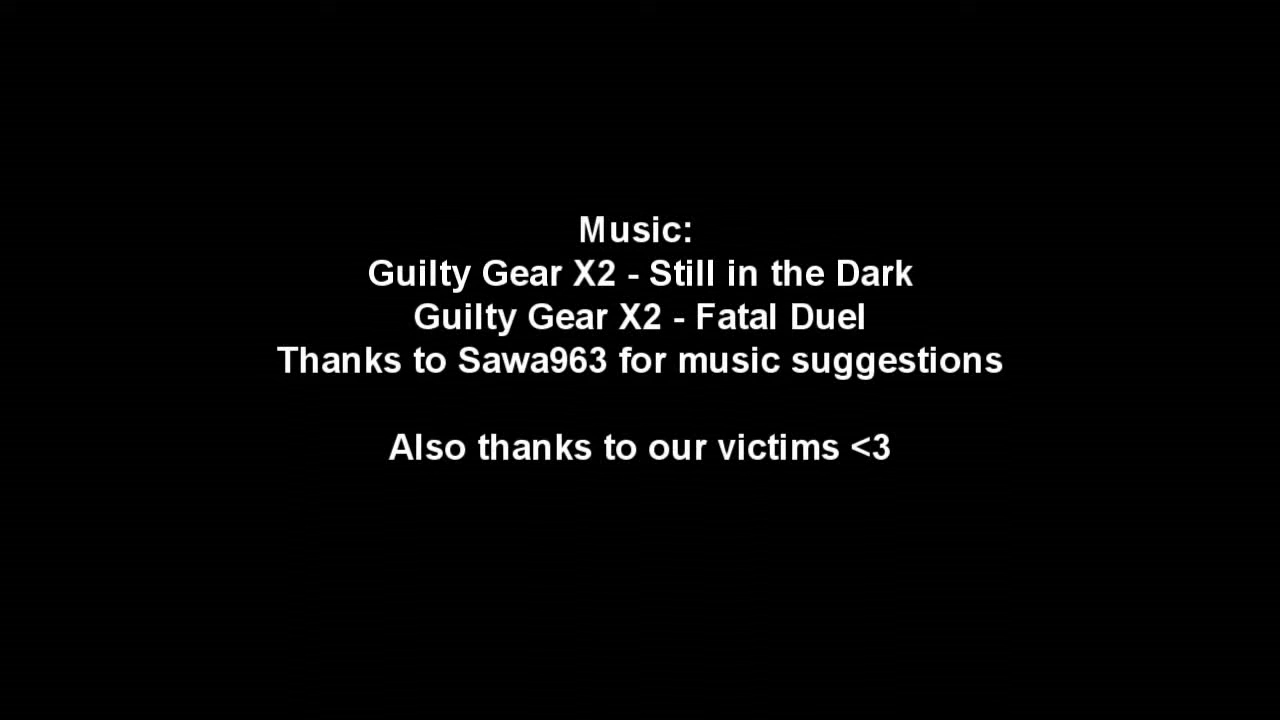 Music:
Guilty Gear X2 - Still in the Dark
Guilty Gear X2 - Fatal Duel
Thanks to Sawa963 for music suggestions
Also thanks to our victims <3